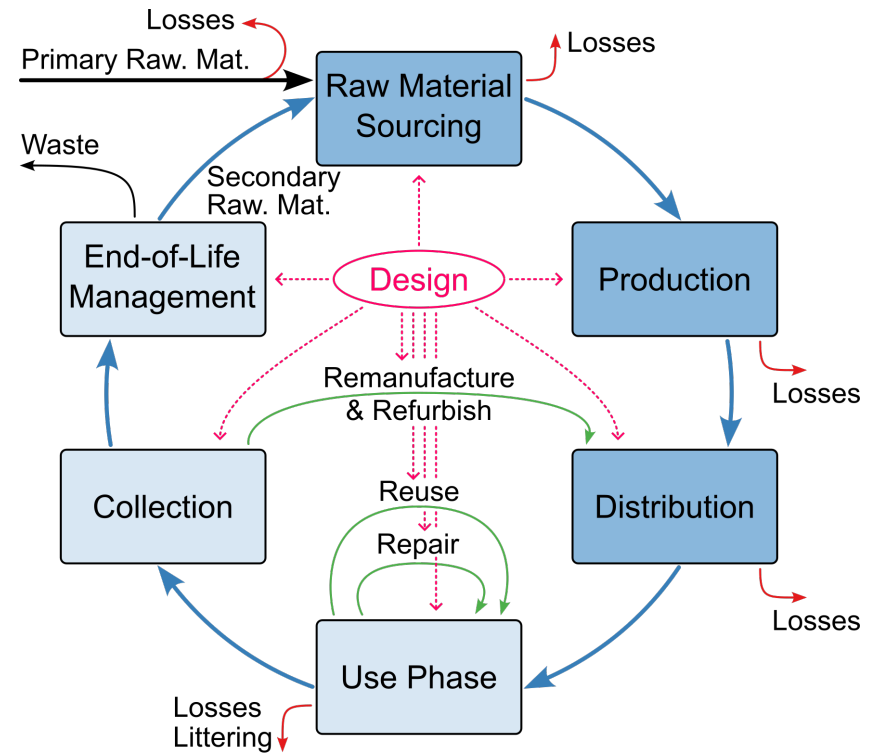 Losses
Primary Raw. Mat.
Raw Material
Sourcing
Losses
Waste
Secondary
Raw. Mat.
End-of-Life
Management
Design
Production
Losses
Remanufacture
& Refurbish
Collection
Reuse
Repair
Distribution
Losses
Use Phase
Losses
Littering